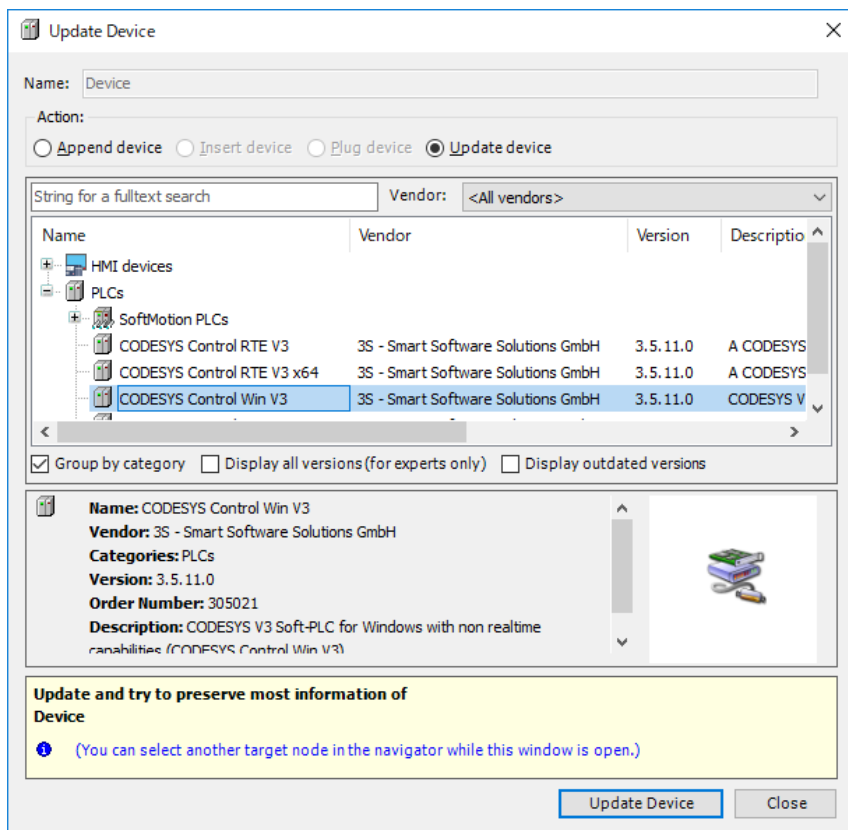 Update Device
Name: Device
Action:
Append device Insert device Plug device Update device
String for a fulltext search Vendor: <All vendors>
Name Vendor Version Descriptio
HMI devices
PLCs
SoftMotion PLCs
CODESYS Control RTE V3 3S - Smart Software Solutions GmbH 3.5.11.0 A CODESYS
CODESYS Control RTE V3 x64 3S - Smart Software Solutions GmbH 3.5.11.0 A CODESYS
CODESYS Control Win V3 3S - Smart Software Solutions GmbH 3.5.11.0 CODESYS V
Group by category Display all versions(for experts only) Display outdated versions
Name: CODESYS Control Win V3
Vendor: 3S - Smart Software Solutions GmbH
Categories: PLCs
Version: 3.5.11.0
Order Number: 305021
Description: CODESYS V3 Soft-PLC for Windows with non realtime
capabilities (CODESYS Control Win V3)
Update and try to preserve most information of
Device
(You can select another target node in the navigator while this window is open.)
Update Device Close